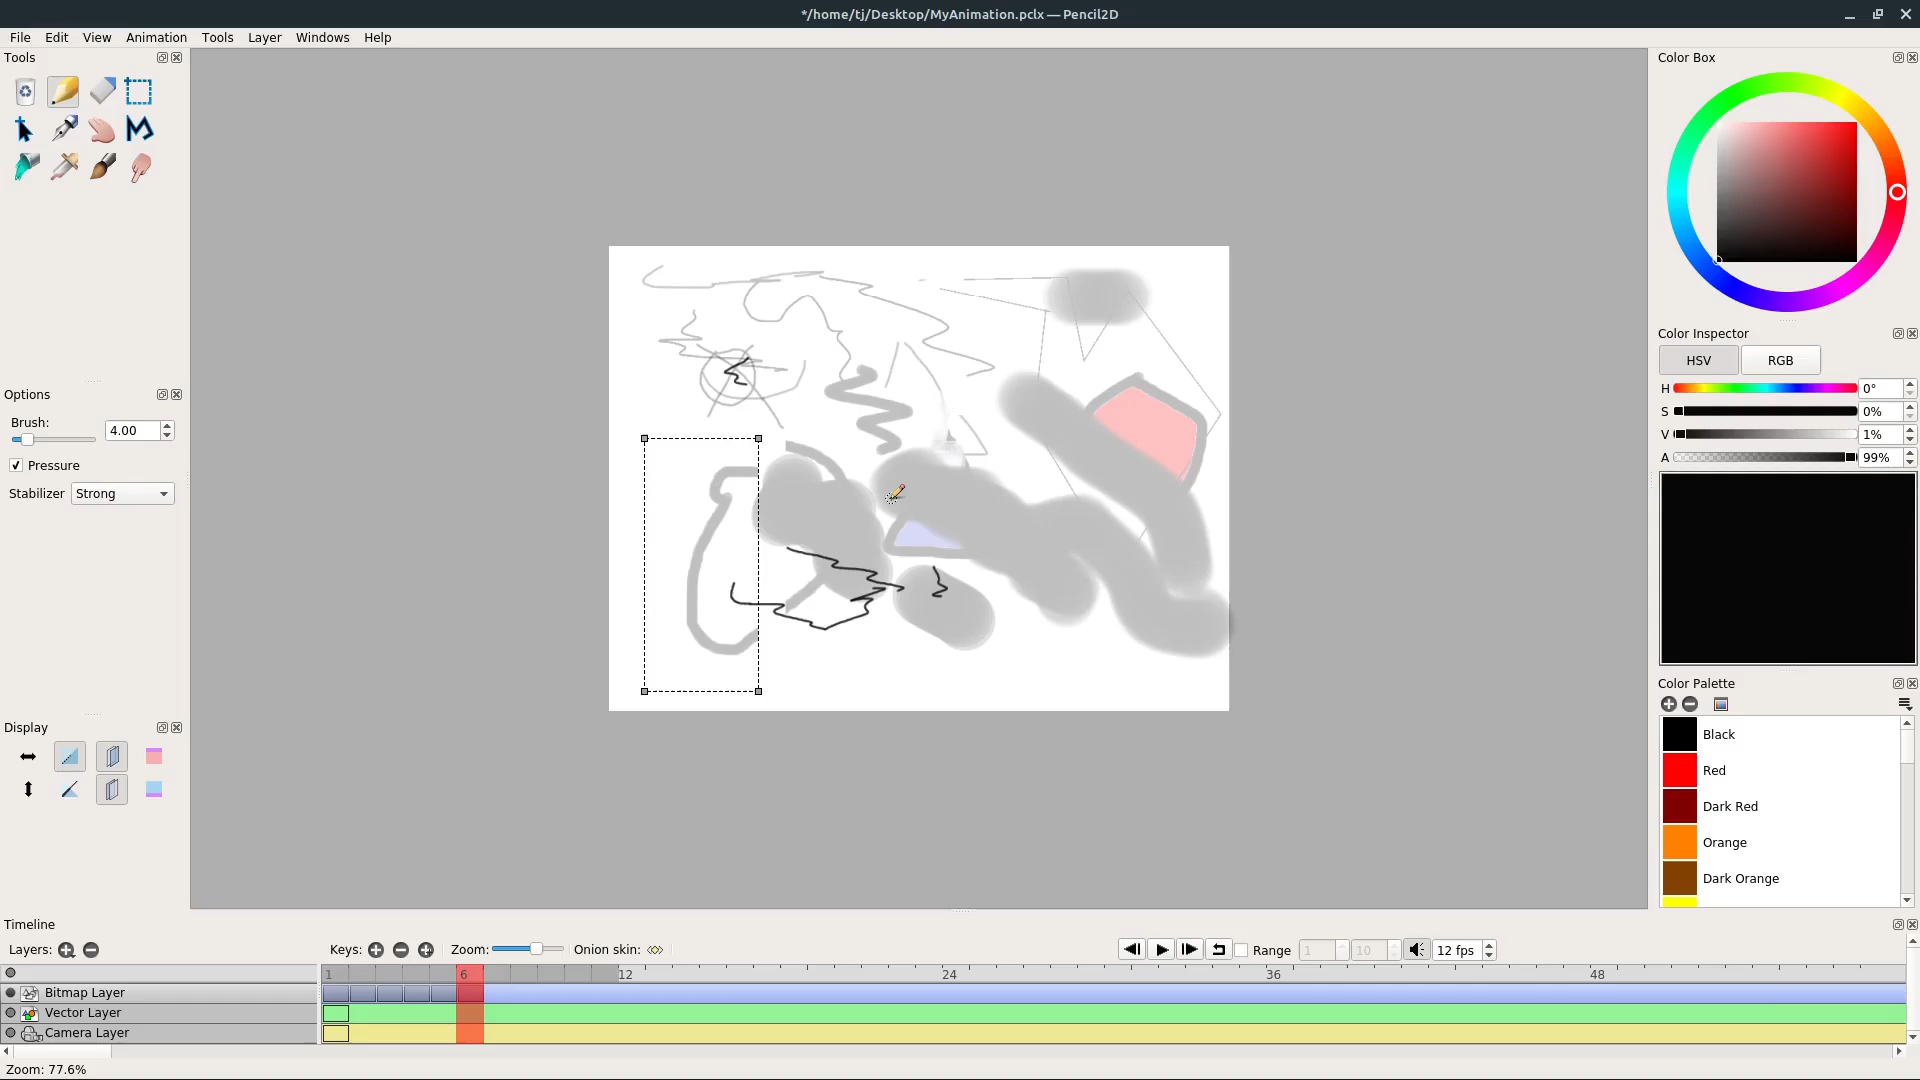 */home/tj/Desktop/MyAnimation.pclx — Pencil2D
File Edit View Animation Tools Layer Windows Help
Tools
Color Box
Color Inspector
HSV RGB
H 0°
S 0%
V 1%
A 99%
Options
Brush: 4.00
Pressure
Stabilizer Strong
Color Palette
Black
Red
Dark Red
Orange
Dark Orange
Display
Timeline
Layers: Keys: Zoom: Onion skin: Range 1 10 12 fps
1 6 12 24 36 48
Bitmap Layer
Vector Layer
Camera Layer
Zoom: 77.6%